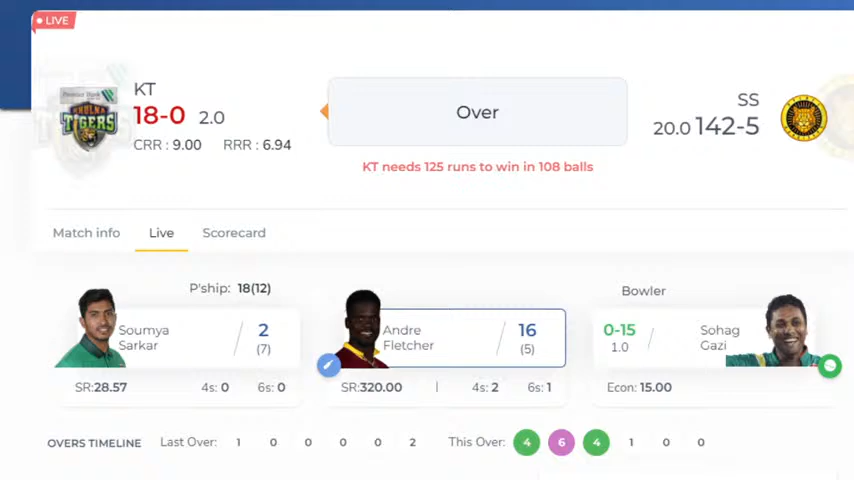 LIVE
KT
18-0 2.0
CRR : 9.00 RRR : 6.94
Over
KT needs 125 runs to win in 108 balls
SS
20.0 142-5
KHULNA
TIGERS
Match info Live Scorecard
P'ship: 18(12)
Bowler
Soumya
Sarkar
2
(7)
Andre
Fletcher
16
(5)
0-15
1.0
Sohag
Gazi
SR:28.57 4s: 0 6s: 0
SR:320.00 | 4s: 2 6s: 1
Econ: 15.00
OVERS TIMELINE Last Over: 1 0 0 0 0 2 This Over: 4 6 4 1 0 0